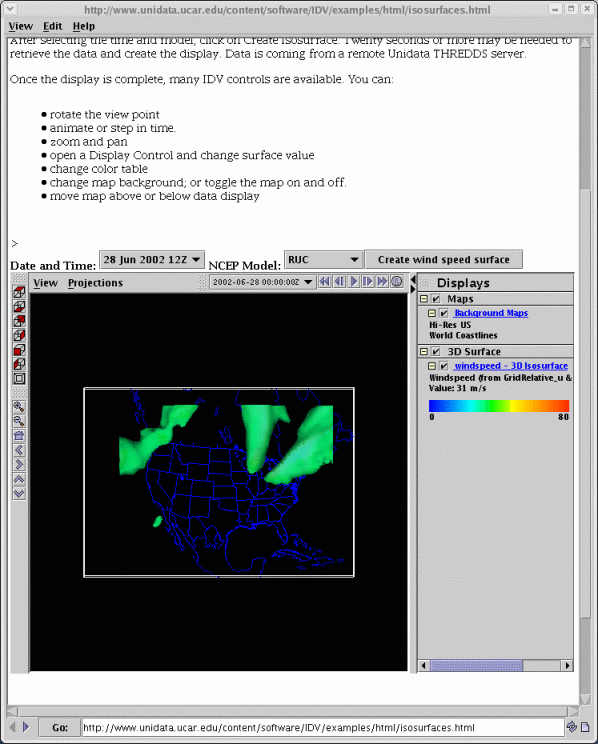 http://www.unidata.ucar.edu/content/software/IDV/examples/html/isosurfaces.html
View Edit Help
After selecting the time and model, click on Create Isosurface. Twenty seconds or more may be needed to
retrieve the data and create the display. Data is coming from a remote Unidata THREDDS server.
Once the display is complete, many IDV controls are available. You can:
• rotate the view point
• animate or step in time.
• zoom and pan
• open a Display Control and change surface value
• change color table
• change map background; or toggle the map on and off.
• move map above or below data display
>
Date and Time: 28 Jun 2002 12Z NCEP Model: RUC Create wind speed surface
View Projections 2002-06-28 00:00:00Z
Displays
Maps
Background Maps
Hi-Res US
World Coastlines
3D Surface
windspeed - 3D Isosurface
Windspeed (from GridRelative_u &
Value: 31 m/s
0 80
Go: http://www.unidata.ucar.edu/content/software/IDV/examples/html/isosurfaces.html